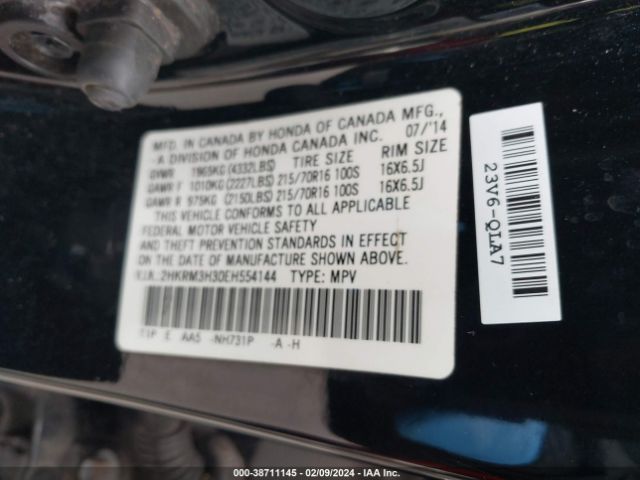 MFD. IN CANADA BY HONDA OF CANADA MFG.,
-A DIVISION OF HONDA CANADA INC. 07/'14
GVWR 1965KG (4332LBS) TIRE SIZE RIM SIZE
GAWR F 1010KG (2227LBS) 215/70R16 100S 16X6.5J
GAWR R 975KG (2150LBS) 215/70R16 100S 16X6.5J
THIS VEHICLE CONFORMS TO ALL APPLICABLE
FEDERAL MOTOR VEHICLE SAFETY
AND THEFT PREVENTION STANDARDS IN EFFECT
ON THE DATE OF MANUFACTURE SHOWN ABOVE.
2HKRM3H30EH554144 TYPE: MPV
E AA5 -NH731P -A -H
23V6-QLA7
000-38711145 - 02/09/2024 - IAA Inc.